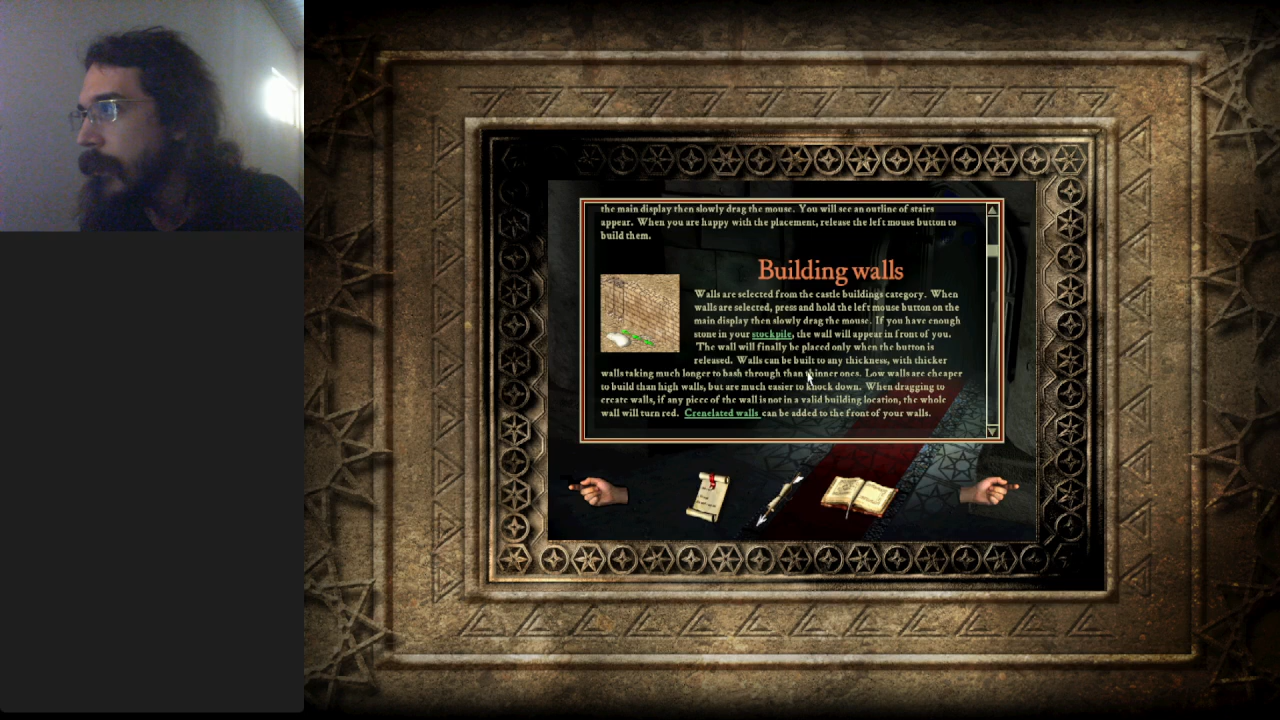 the main display then slowly drag the mouse. You will see an outline of stairs
appear. When you are happy with the placement, release the left mouse button to
build them.
Building walls
Walls are selected from the castle buildings category. When
walls are selected, press and hold the left mouse button on the
main display then slowly drag the mouse. If you have enough
stone in your stockpile, the wall will appear in front of you.
The wall will finally be placed only when the button is
released. Walls can be built to any thickness, with thicker
walls taking much longer to bash through than thinner ones. Low walls are cheaper
to build than high walls, but are much easier to knock down. When dragging to
create walls, if any piece of the wall is not in a valid building location, the whole
wall will turn red. Crenelated walls can be added to the front of your walls.